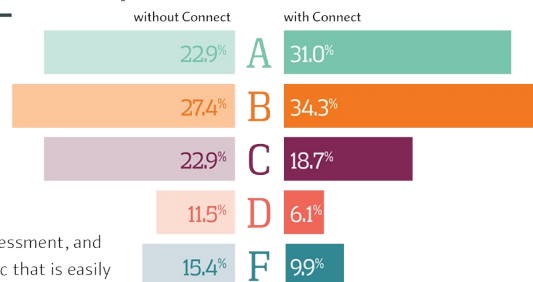 without Connect with Connect
22.9% A 31.0%
27.4% B 34.3%
22.9% C 18.7%
11.5% D 6.1%
15.4% F 9.9%
essment, and
c that is easily